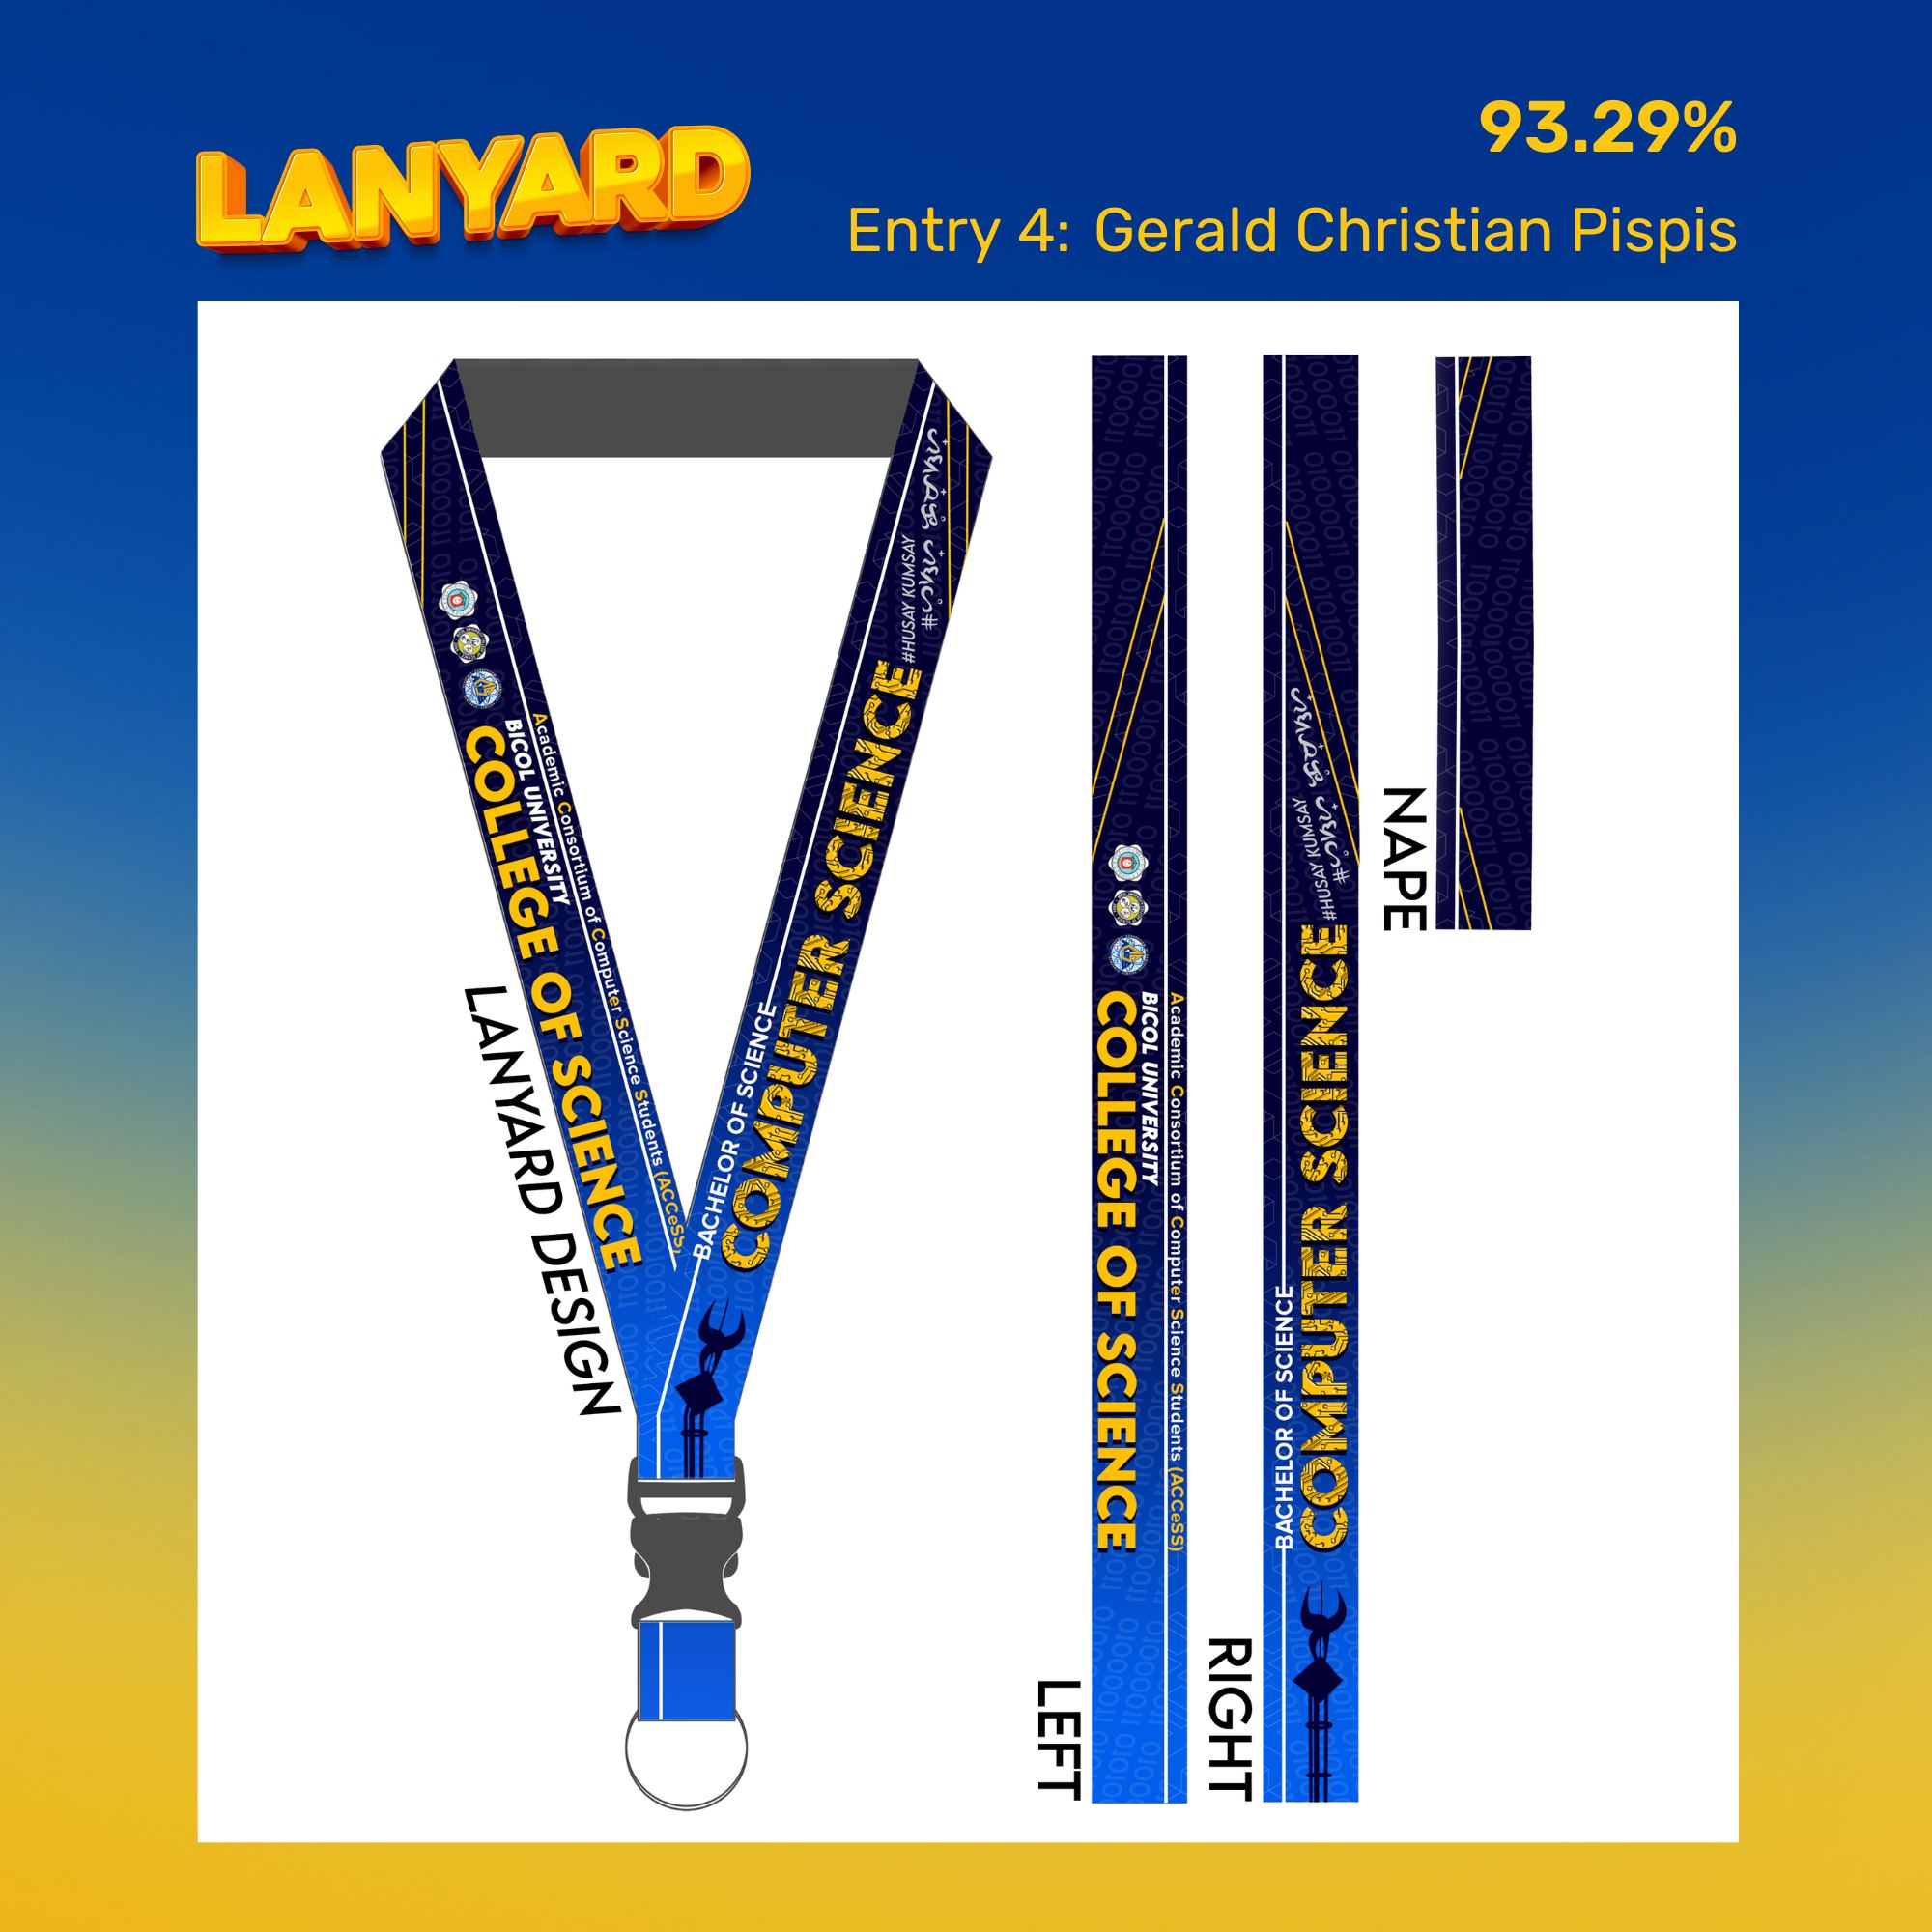 LANYARD
93.29%
Entry 4: Gerald Christian Pispis
Academic Consortium of Computer Science Students (ACCeSS)
BICOL UNIVERSITY
COLLEGE OF SCIENCE
#HUSAY KUMSAY
BACHELOR OF SCIENCE
COMPUTER SCIENCE
LANYARD DESIGN
Academic Consortium of Computer Science Students (ACCeSS)
BICOL UNIVERSITY
COLLEGE OF SCIENCE
LEFT
#HUSAY KUMSAY
BACHELOR OF SCIENCE
COMPUTER SCIENCE
RIGHT
NAPE